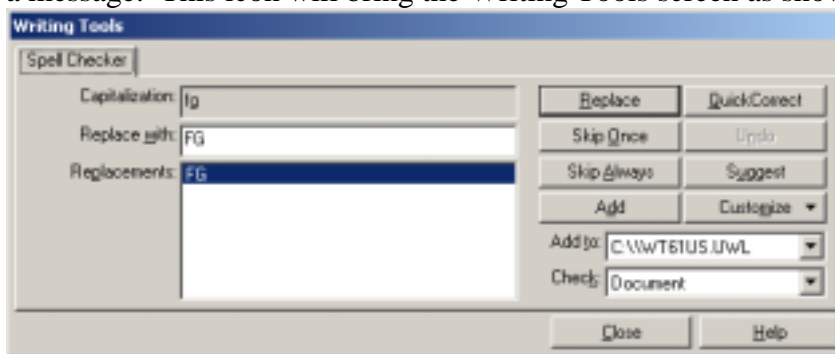 a message. This icon will bring the Writing Tools screen as show
Writing Tools
Spell Checker
Capitalization: fg
Replace with: FG
Replacements: FG
Replace QuickCorrect
Skip Once Undo
Skip Always Suggest
Add Customize
Add to: C:\\WT61US.UWL
Check: Document
Close Help